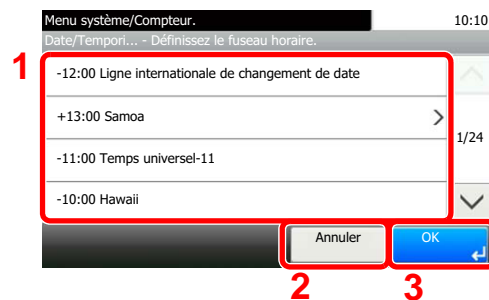 Menu système/Compteur.
10:10
Date/Tempori... - Définissez le fuseau horaire.
1
-12:00 Ligne internationale de changement de date
+13:00 Samoa
1/24
-11:00 Temps universel-11
-10:00 Hawaii
Annuler
OK
2
3